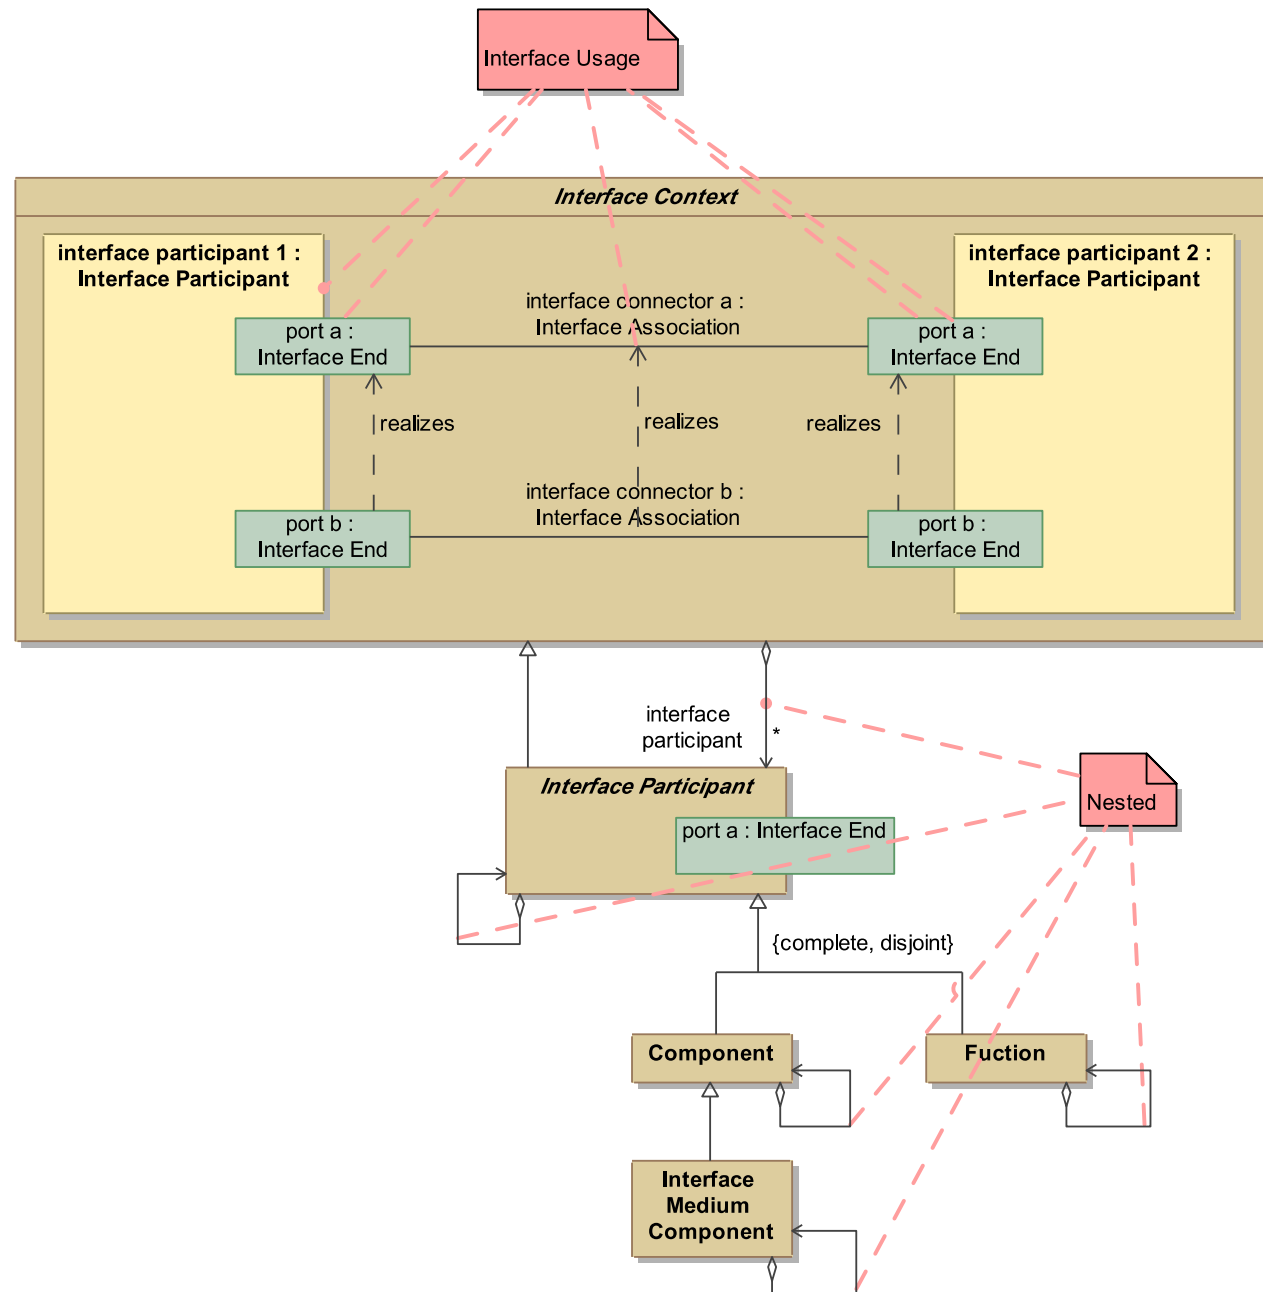 Interface Usage
Interface Context
interface participant 1 :
Interface Participant
interface participant 2 :
Interface Participant
interface connector a :
Interface Association
port a :
Interface End
port a :
Interface End
realizes
realizes
realizes
interface connector b :
Interface Association
port b :
Interface End
port b :
Interface End
interface
participant
*
Interface Participant
port a : Interface End
Nested
{complete, disjoint}
Component
Fuction
Interface
Medium
Component